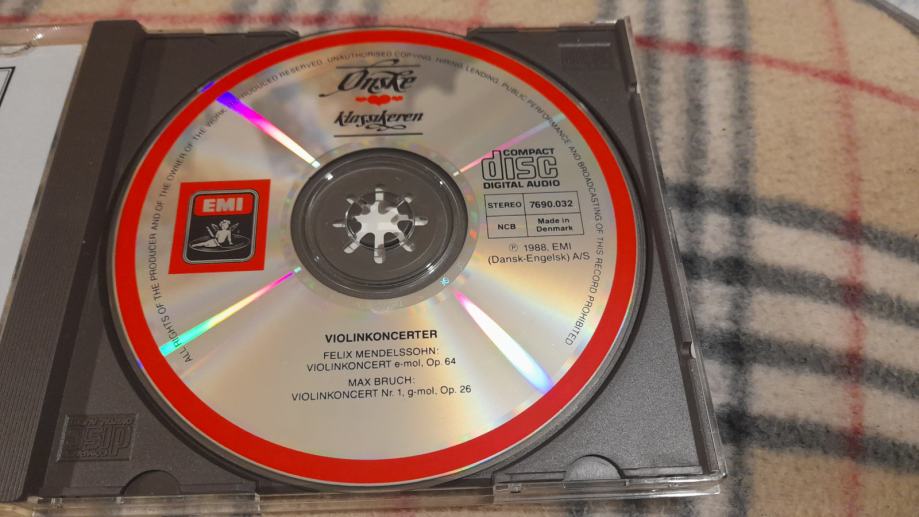 ALL RIGHTS OF THE PRODUCER AND OF THE OWNER OF THE WORK PRODUCED RESERVED. UNAUTHORISED COPYING, HIRING, LENDING, PUBLIC PERFORMANCE AND BROADCASTING OF THIS RECORD PROHIBITED
Ønske
klassikeren
EMI
COMPACT
disc
DIGITAL AUDIO
STEREO 7690.032
NCB Made in
Denmark
℗ 1988. EMI
(Dansk-Engelsk) A/S
VIOLINKONCERTER
FELIX MENDELSSOHN:
VIOLINKONCERT e-mol, Op. 64
MAX BRUCH:
VIOLINKONCERT Nr. 1, g-mol, Op. 26